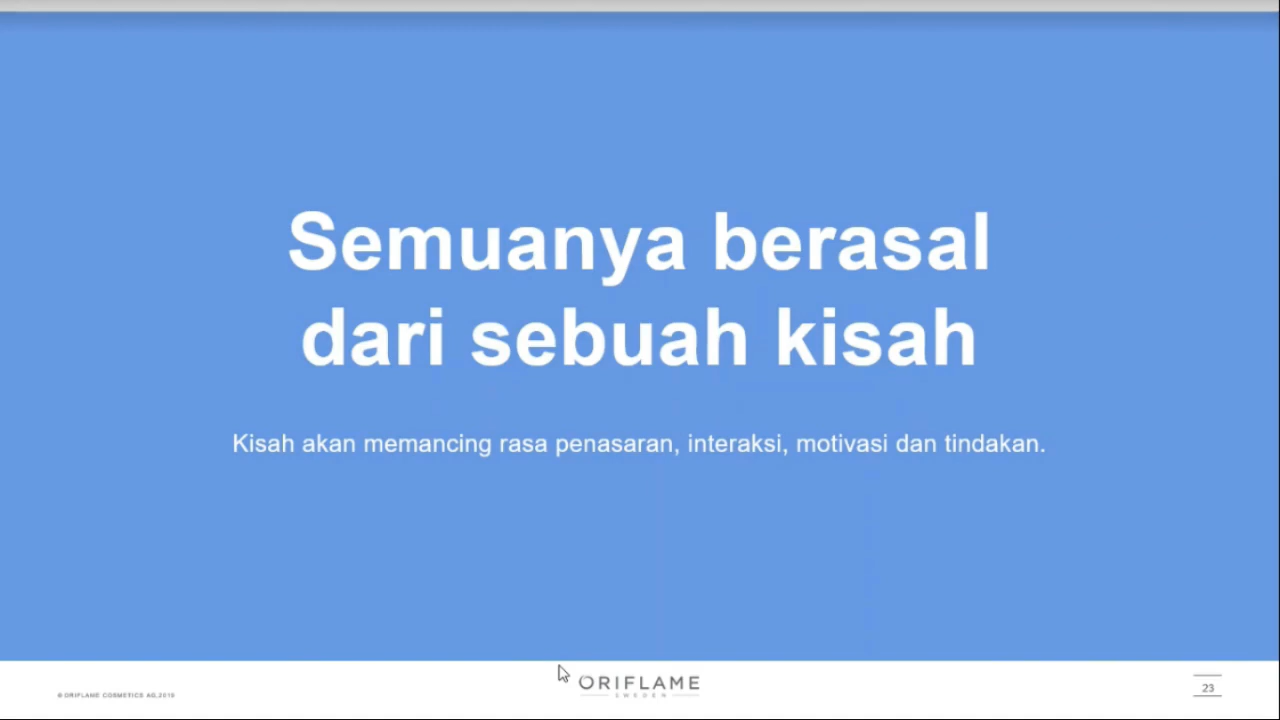 Semuanya berasal
dari sebuah kisah
Kisah akan memancing rasa penasaran, interaksi, motivasi dan tindakan.
© ORIFLAME COSMETICS AG, 2016
ORIFLAME
SWEDEN
23